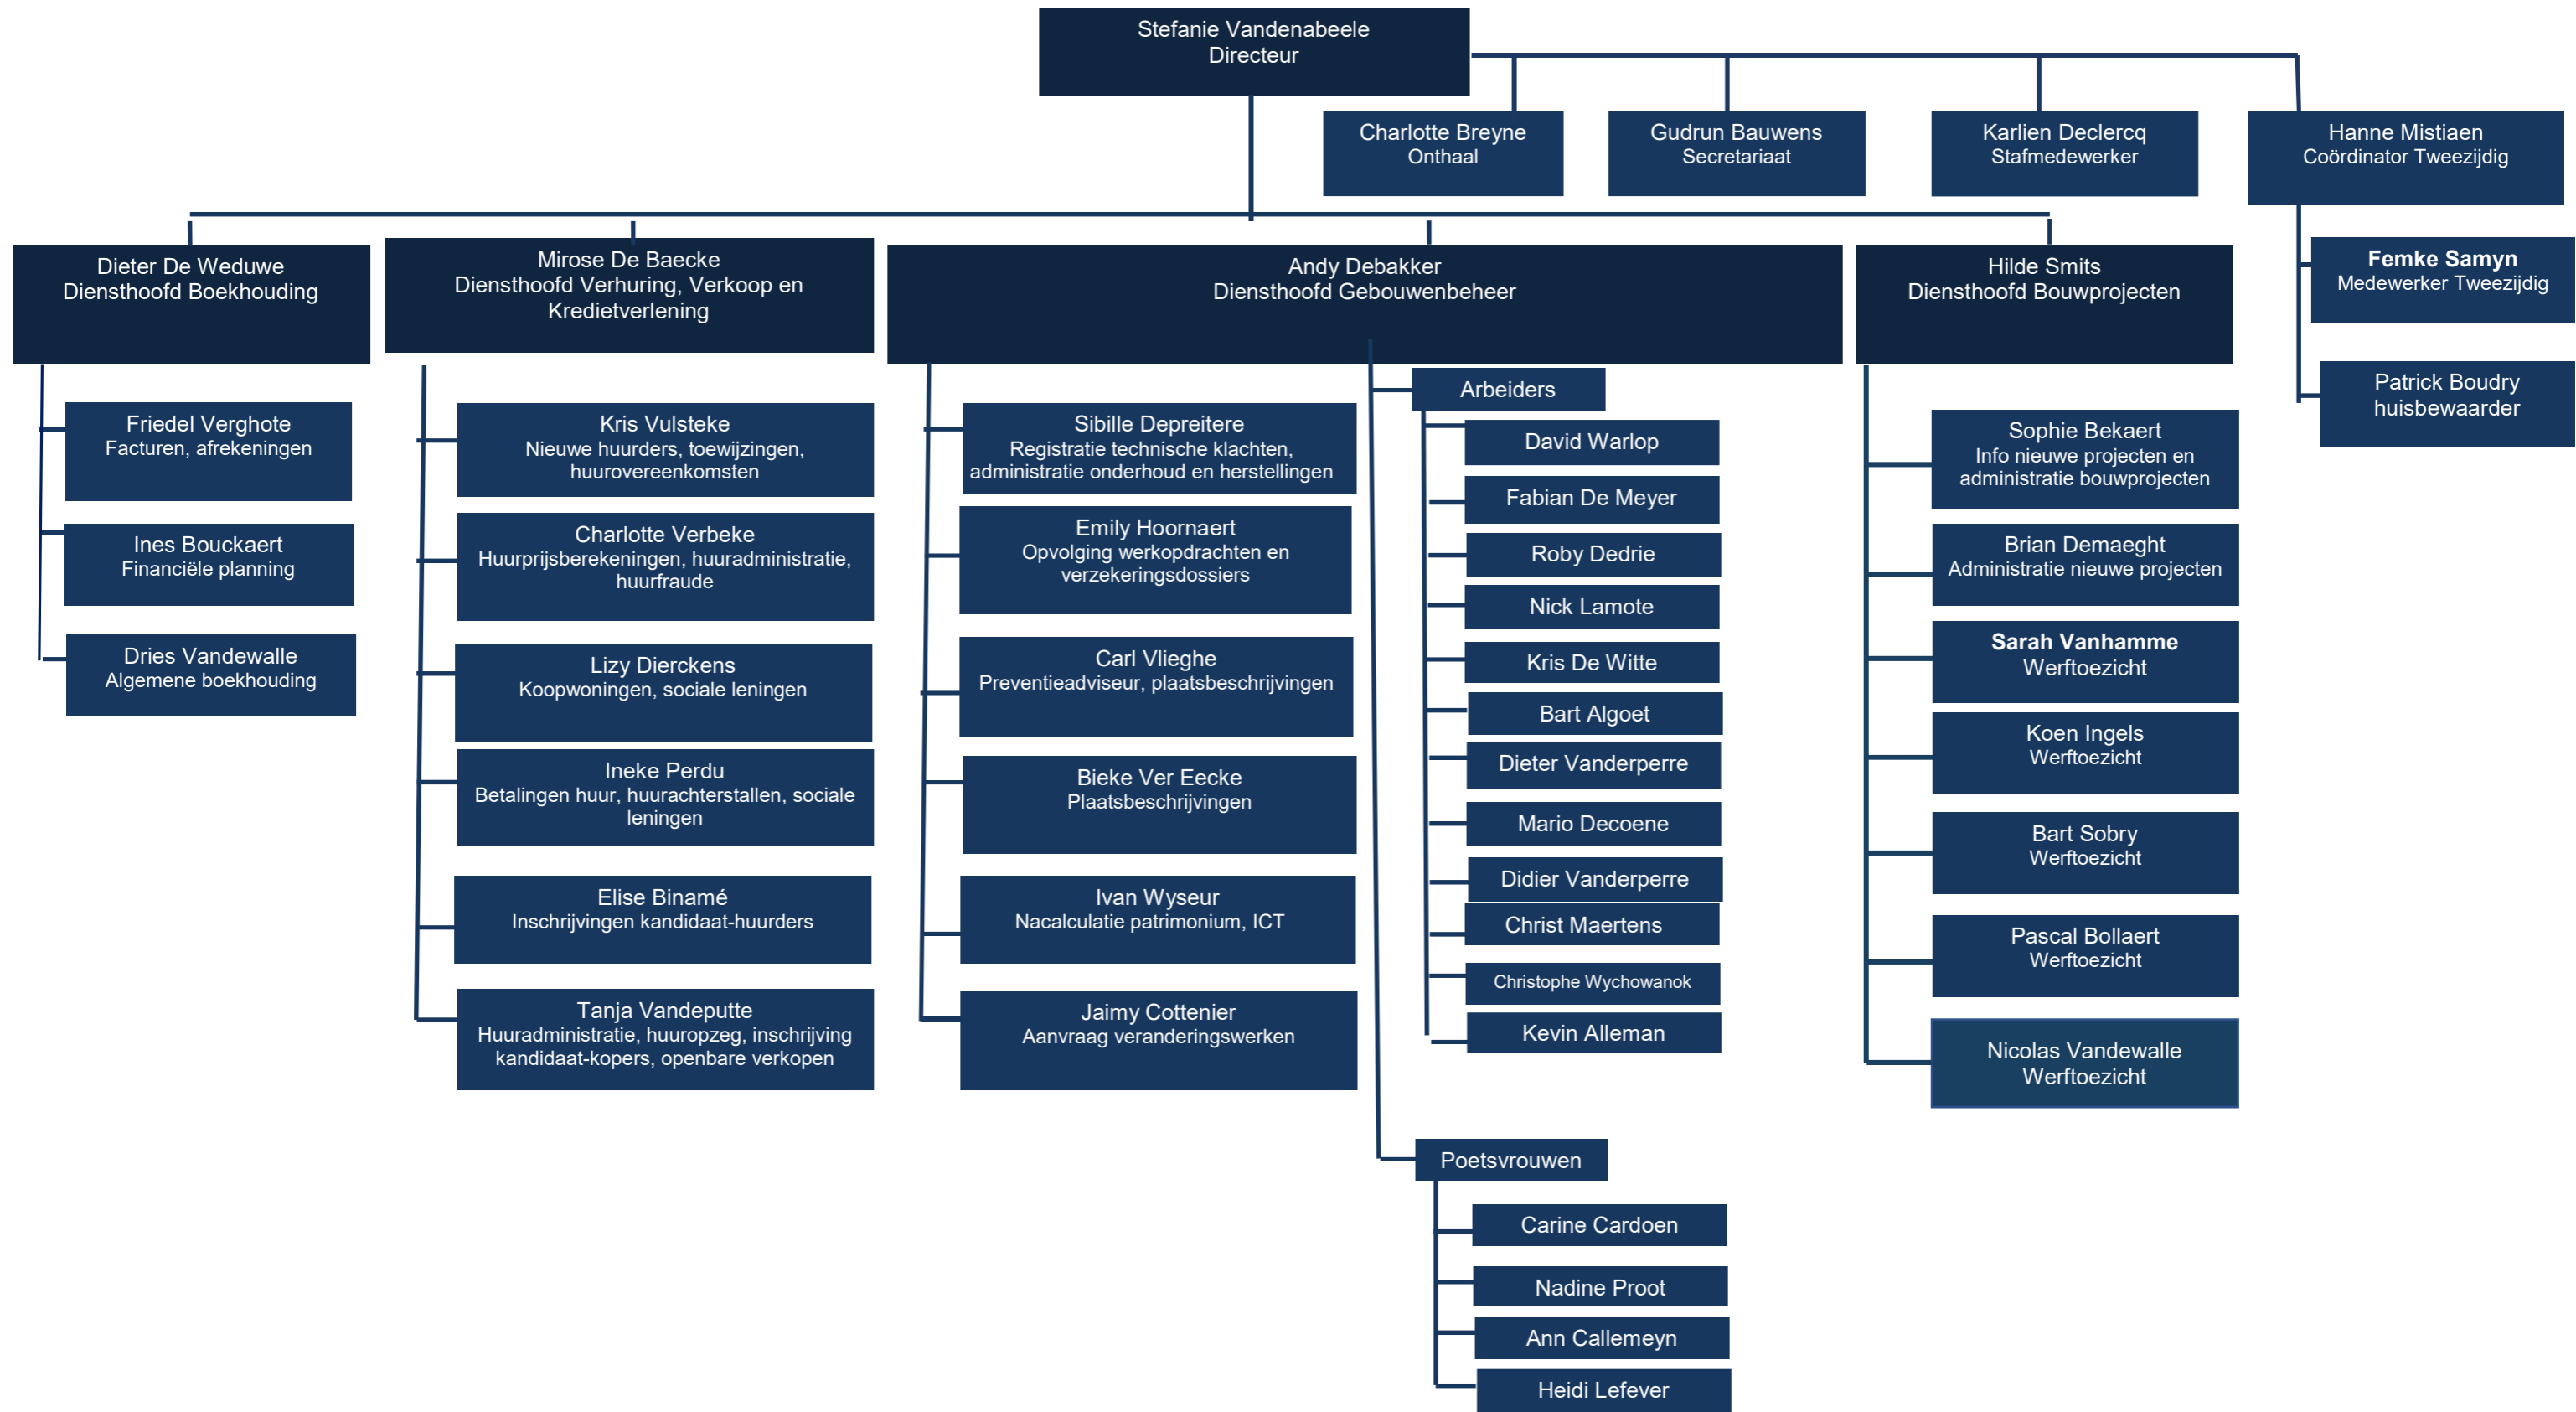 Stefanie Vandenabeele
Directeur
Charlotte Breyne
Onthaal
Gudrun Bauwens
Secretariaat
Karlien Declercq
Stafmedewerker
Hanne Mistiaen
Coördinator Tweezijdig
Femke Samyn
Medewerker Tweezijdig
Patrick Boudry
huisbewaarder
Dieter De Weduwe
Diensthoofd Boekhouding
Friedel Verghote
Facturen, afrekeningen
Ines Bouckaert
Financiële planning
Dries Vandewalle
Algemene boekhouding
Mirose De Baecke
Diensthoofd Verhuring, Verkoop en
Kredietverlening
Kris Vulsteke
Nieuwe huurders, toewijzingen,
huurovereenkomsten
Charlotte Verbeke
Huurprijsberekeningen, huuradministratie,
huurfraude
Lizy Dierckens
Koopwoningen, sociale leningen
Ineke Perdu
Betalingen huur, huurachterstallen, sociale
leningen
Elise Binamé
Inschrijvingen kandidaat-huurders
Tanja Vandeputte
Huuradministratie, huuropzeg, inschrijving
kandidaat-kopers, openbare verkopen
Andy Debakker
Diensthoofd Gebouwenbeheer
Sibille Depreitere
Registratie technische klachten,
administratie onderhoud en herstellingen
Emily Hoornaert
Opvolging werkopdrachten en
verzekeringsdossiers
Carl Vlieghe
Preventieadviseur, plaatsbeschrijvingen
Bieke Ver Eecke
Plaatsbeschrijvingen
Ivan Wyseur
Nacalculatie patrimonium, ICT
Jaimy Cottenier
Aanvraag veranderingswerken
Arbeiders
David Warlop
Fabian De Meyer
Roby Dedrie
Nick Lamote
Kris De Witte
Bart Algoet
Dieter Vanderperre
Mario Decoene
Didier Vanderperre
Christ Maertens
Christophe Wychowanok
Kevin Alleman
Poetsvrouwen
Carine Cardoen
Nadine Proot
Ann Callemeyn
Heidi Lefever
Hilde Smits
Diensthoofd Bouwprojecten
Sophie Bekaert
Info nieuwe projecten en
administratie bouwprojecten
Brian Demaeght
Administratie nieuwe projecten
Sarah Vanhamme
Werftoezicht
Koen Ingels
Werftoezicht
Bart Sobry
Werftoezicht
Pascal Bollaert
Werftoezicht
Nicolas Vandewalle
Werftoezicht